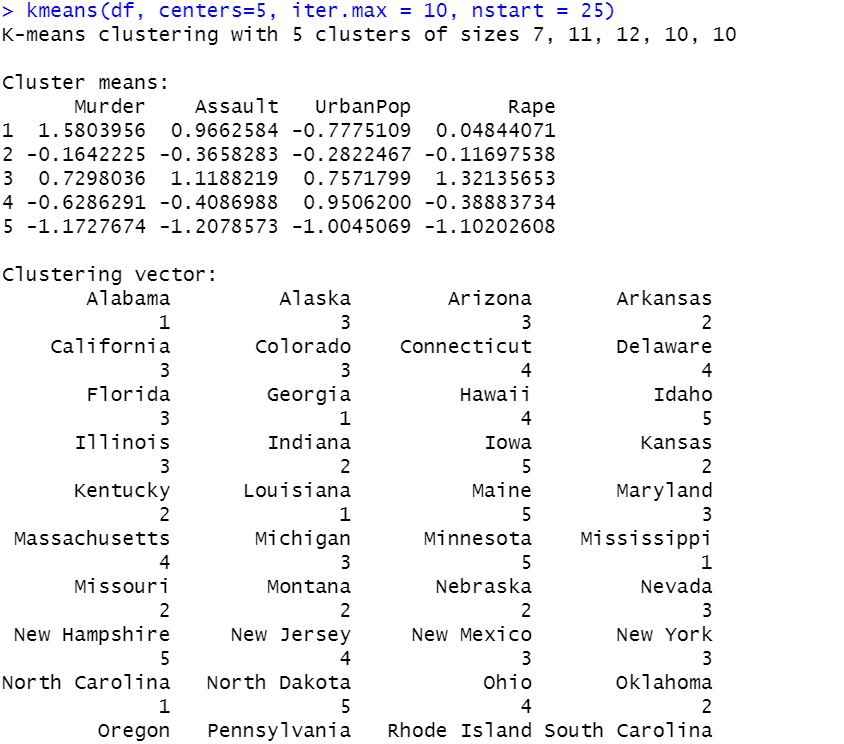 > kmeans(df, centers=5, iter.max = 10, nstart = 25)
K-means clustering with 5 clusters of sizes 7, 11, 12, 10, 10

Cluster means:
      Murder    Assault   UrbanPop        Rape
1  1.5803956  0.9662584 -0.7775109  0.04844071
2 -0.1642225 -0.3658283 -0.2822467 -0.11697538
3  0.7298036  1.1188219  0.7571799  1.32135653
4 -0.6286291 -0.4086988  0.9506200 -0.38883734
5 -1.1727674 -1.2078573 -1.0045069 -1.10202608

Clustering vector:
       Alabama         Alaska        Arizona       Arkansas
             1              3              3              2
    California       Colorado    Connecticut       Delaware
             3              3              4              4
       Florida        Georgia         Hawaii          Idaho
             3              1              4              5
      Illinois        Indiana           Iowa         Kansas
             3              2              5              2
      Kentucky      Louisiana          Maine       Maryland
             2              1              5              3
 Massachusetts       Michigan      Minnesota    Mississippi
             4              3              5              1
      Missouri        Montana       Nebraska         Nevada
             2              2              2              3
 New Hampshire     New Jersey     New Mexico       New York
             5              4              3              3
North Carolina   North Dakota           Ohio       Oklahoma
             1              5              4              2
        Oregon   Pennsylvania   Rhode Island South Carolina